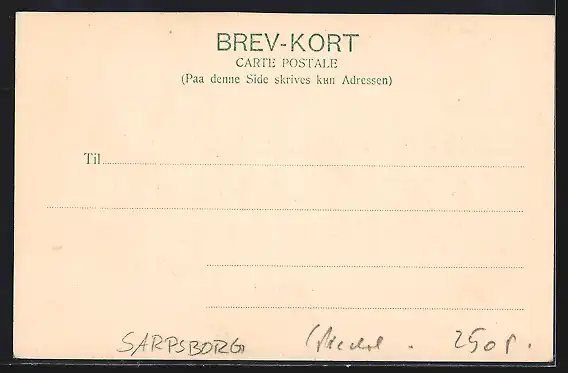 BREV-KORT
CARTE POSTALE
(Paa denne Side skrives kun Adressen)
Til
SARPSBORG